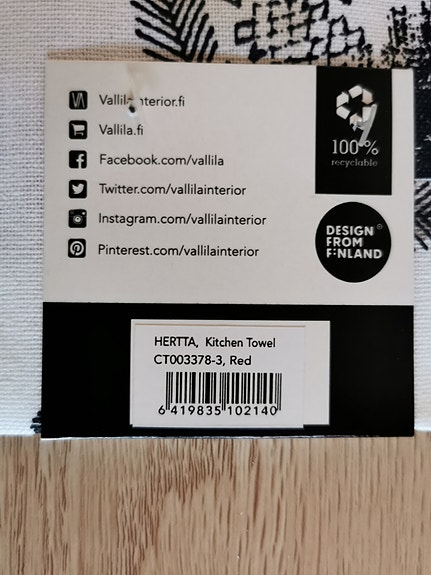 Vallilainterior.fi
Vallila.fi
Facebook.com/vallila
Twitter.com/vallilainterior
Instagram.com/vallilainterior
Pinterest.com/vallilainterior
100%
recyclable
DESIGN®
FROM
F:NLAND
HERTTA, Kitchen Towel
CT003378-3, Red
6 419835 102140